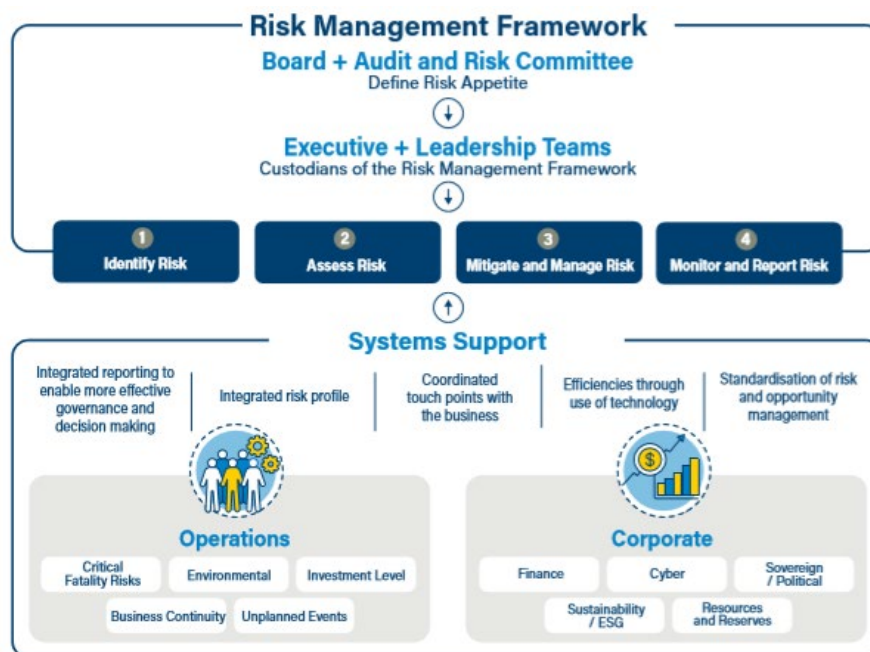 Risk Management Framework
Board + Audit and Risk Committee
Define Risk Appetite
Executive + Leadership Teams
Custodians of the Risk Management Framework
1
Identify Risk
2
Assess Risk
3
Mitigate and Manage Risk
4
Monitor and Report Risk
Systems Support
Integrated reporting to
enable more effective
governance and
decision making
Integrated risk profile
Coordinated
touch points with
the business
Efficiencies through
use of technology
Standardisation of risk
and opportunity
management
$
Operations
Critical
Fatality Risks
Environmental
Investment Level
Business Continuity
Unplanned Events
Corporate
Finance
Cyber
Sovereign
/ Political
Sustainability
/ ESG
Resources
and Reserves